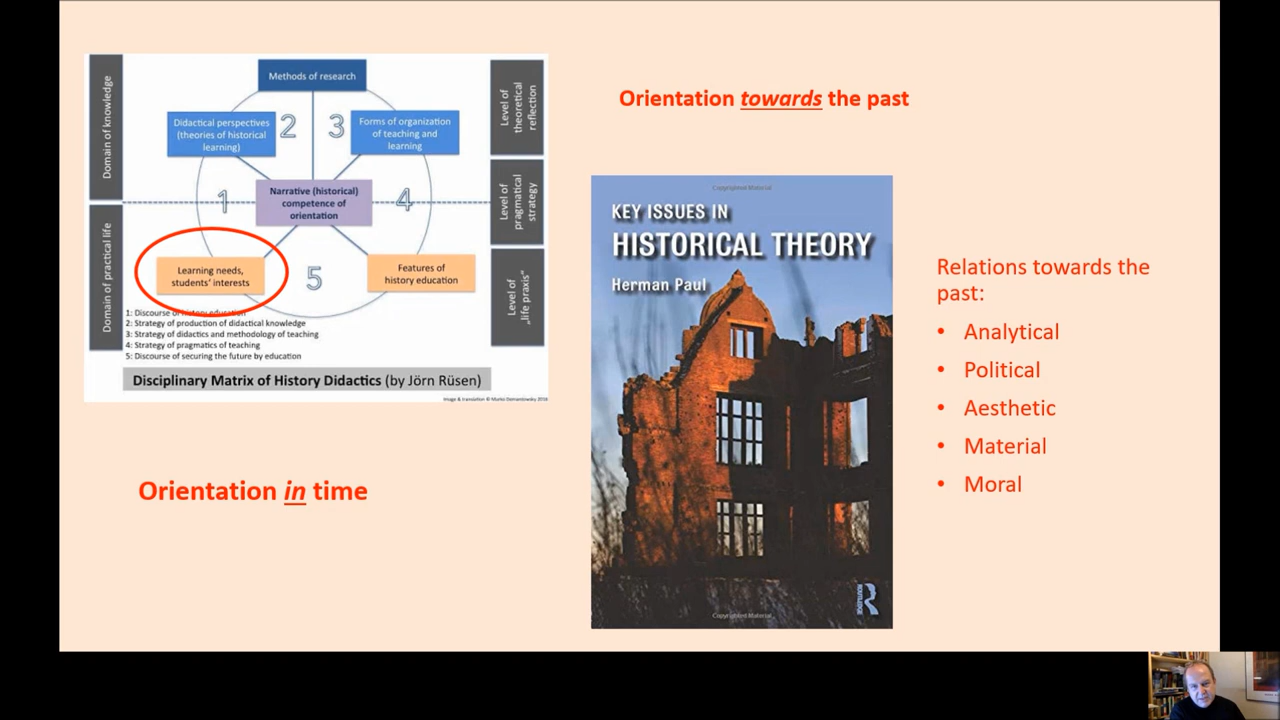 Methods of research
Didactical perspectives
(theories of historical
learning)
2
3
Forms of organization
of teaching and
learning
Domain of knowledge
Level of
theoretical
reflection
1
Narrative (historical)
competence of
orientation
4
Level of
pragmatical
strategy
Domain of practical life
Learning needs,
students' interests
5
Features of
history education
Level of
„life praxis"
1: Discourse of history education
2: Strategy of production of didactical knowledge
3: Strategy of didactics and methodology of teaching
4: Strategy of pragmatics of teaching
5: Discourse of securing the future by education
Disciplinary Matrix of History Didactics (by Jörn Rüsen)
Image & translation © Marko Demantowsky 2018
Orientation in time
Orientation towards the past
Copyrighted Material
KEY ISSUES IN
HISTORICAL THEORY
Herman Paul
ROUTLEDGE
Copyrighted Material
Relations towards the
past:
• Analytical
• Political
• Aesthetic
• Material
• Moral